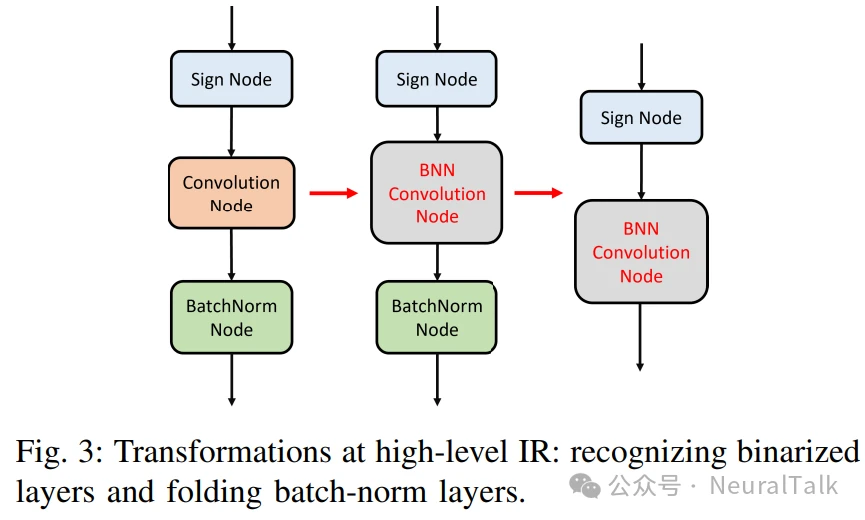 Sign Node
Convolution
Node
BatchNorm
Node
Sign Node
BNN
Convolution
Node
BatchNorm
Node
Sign Node
BNN
Convolution
Node
Fig. 3: Transformations at high-level IR: recognizing binarized
layers and folding batch-norm layers.
公众号 · NeuralTalk